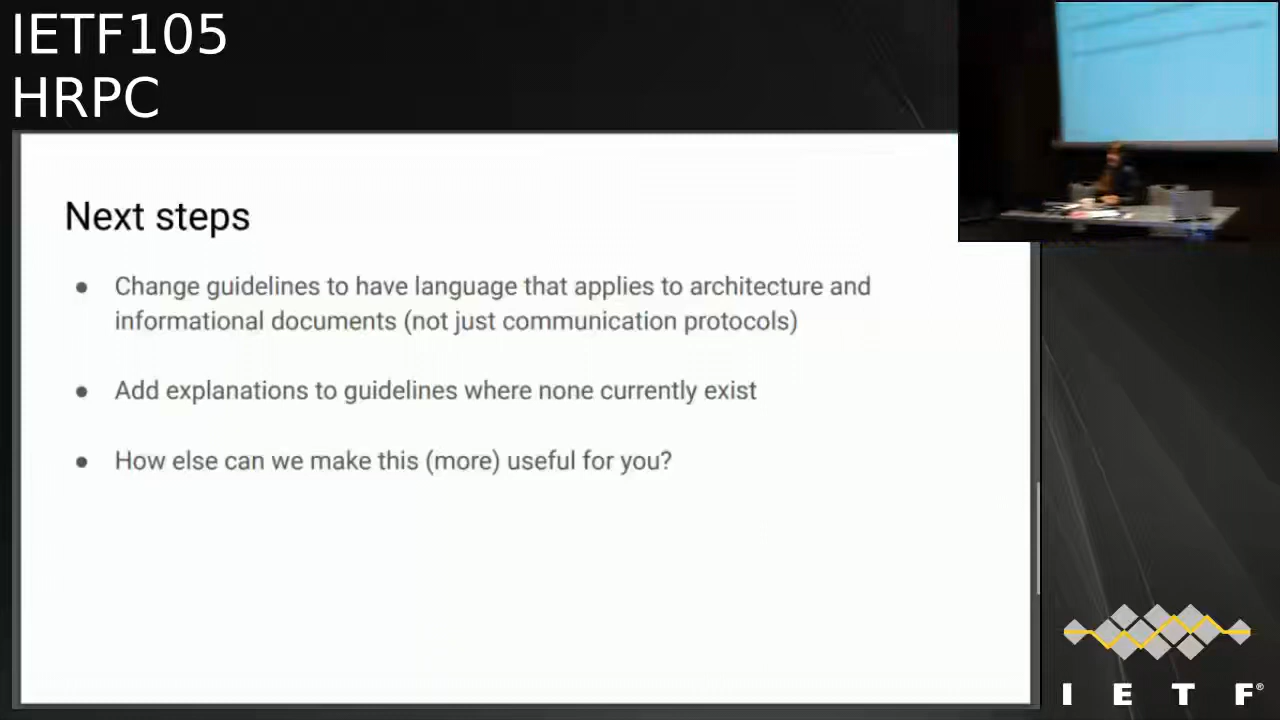 IETF105
HRPC
Next steps
● Change guidelines to have language that applies to architecture and
informational documents (not just communication protocols)
● Add explanations to guidelines where none currently exist
● How else can we make this (more) useful for you?
I E T F®